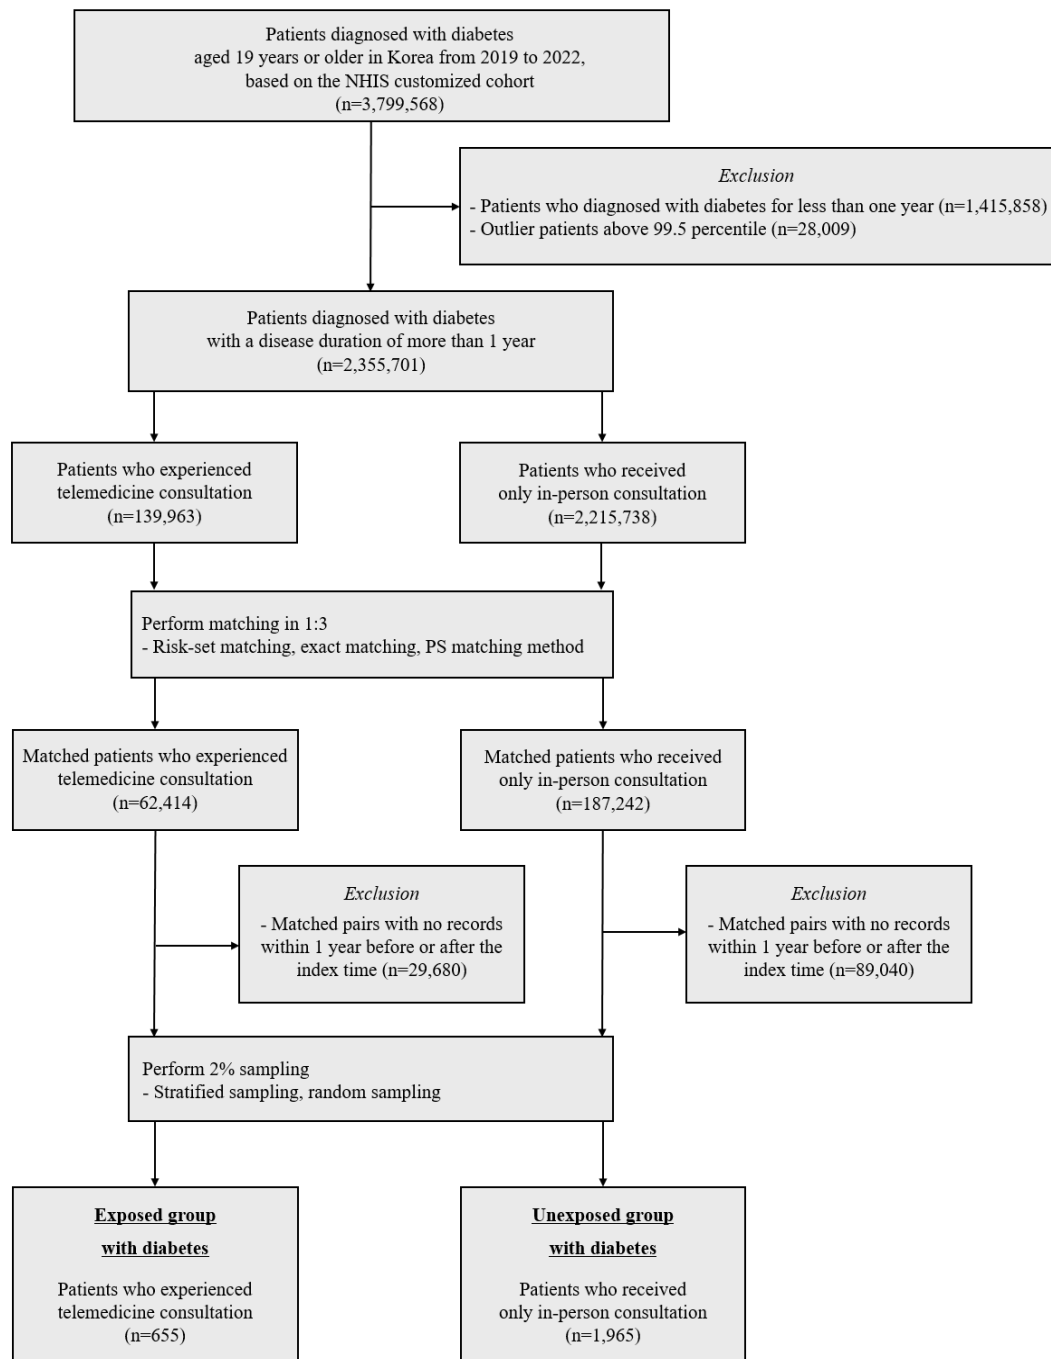 Patients diagnosed with diabetes
aged 19 years or older in Korea from 2019 to 2022,
based on the NHIS customized cohort
(n=3,799,568)
Exclusion
- Patients who diagnosed with diabetes for less than one year (n=1,415,858)
- Outlier patients above 99.5 percentile (n=28,009)
Patients diagnosed with diabetes
with a disease duration of more than 1 year
(n=2,355,701)
Patients who experienced
telemedicine consultation
(n=139,963)
Patients who received
only in-person consultation
(n=2,215,738)
Perform matching in 1:3
- Risk-set matching, exact matching, PS matching method
Matched patients who experienced
telemedicine consultation
(n=62,414)
Matched patients who received
only in-person consultation
(n=187,242)
Exclusion
- Matched pairs with no records
within 1 year before or after the
index time (n=29,680)
Exclusion
- Matched pairs with no records
within 1 year before or after the
index time (n=89,040)
Perform 2% sampling
- Stratified sampling, random sampling
Exposed group
with diabetes
Patients who experienced
telemedicine consultation
(n=655)
Unexposed group
with diabetes
Patients who received
only in-person consultation
(n=1,965)